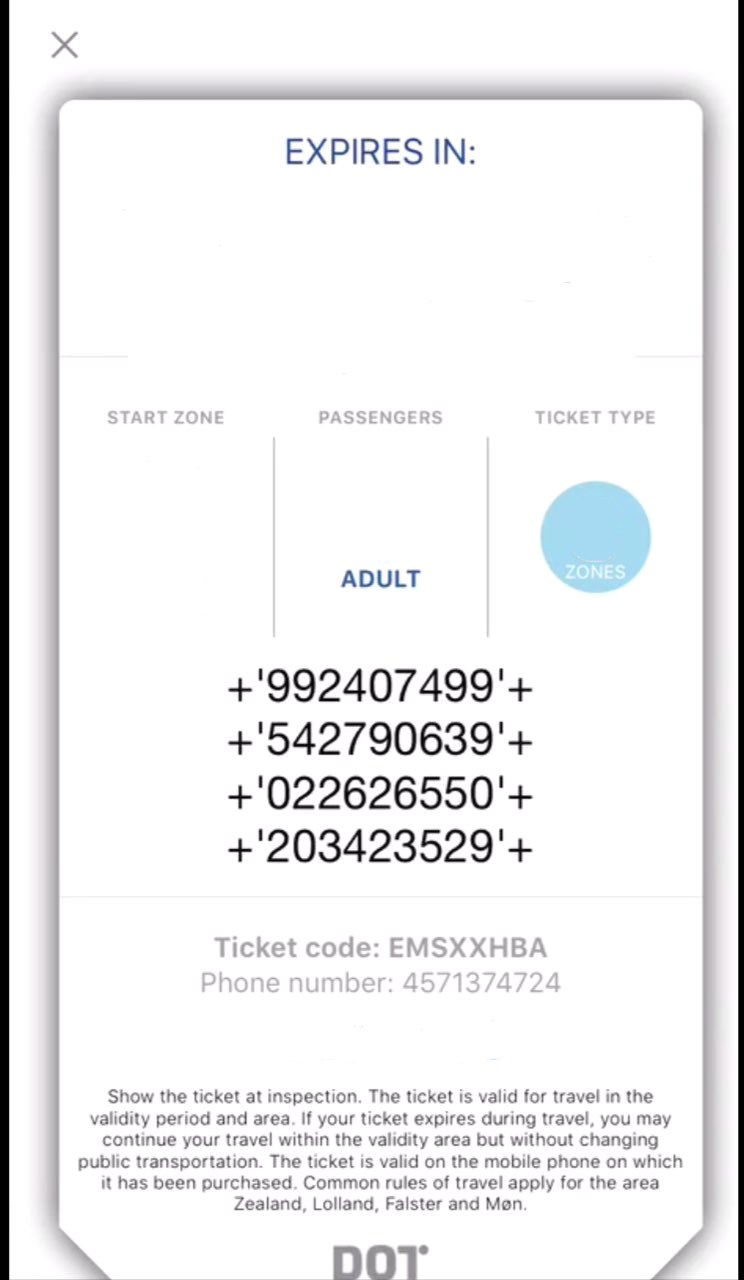 EXPIRES IN:
START ZONE
PASSENGERS
TICKET TYPE
ADULT
ZONES
+'992407499'+
+'542790639'+
+'022626550'+
+'203423529'+
Ticket code: EMSXXHBA
Phone number: 4571374724
Show the ticket at inspection. The ticket is valid for travel in the
validity period and area. If your ticket expires during travel, you may
continue your travel within the validity area but without changing
public transportation. The ticket is valid on the mobile phone on which
it has been purchased. Common rules of travel apply for the area
Zealand, Lolland, Falster and Møn.
DOT